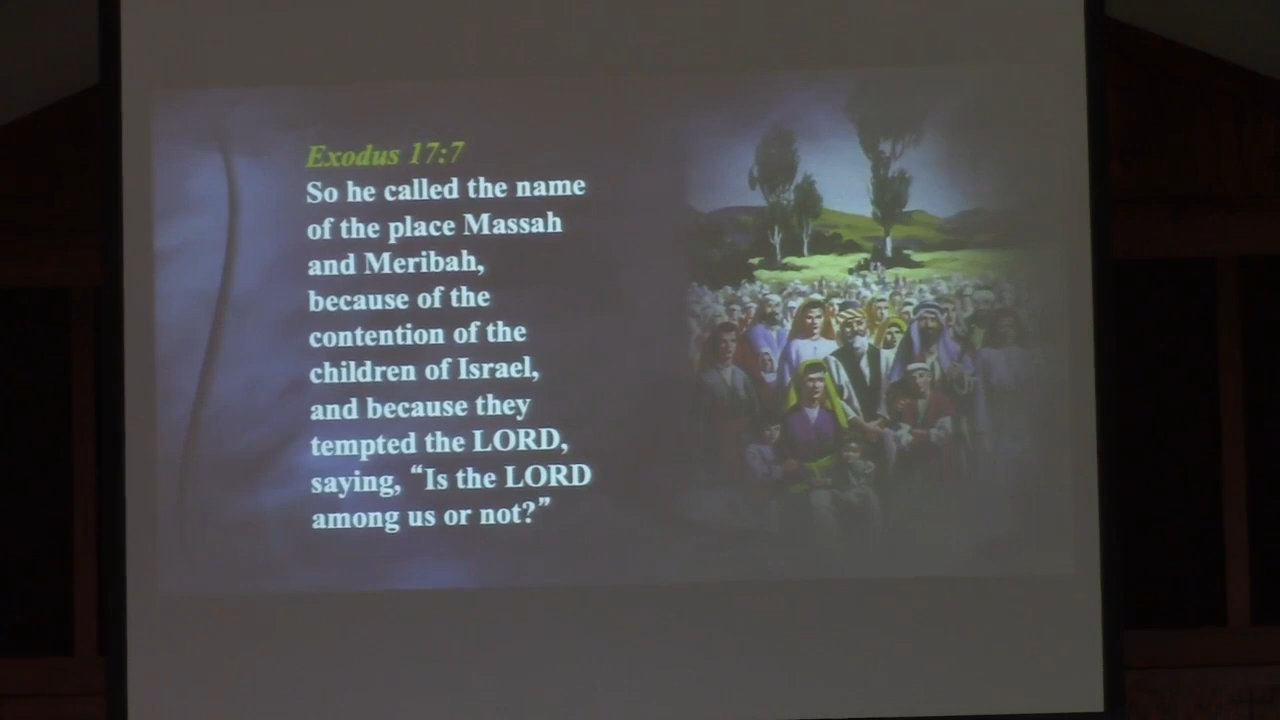 Exodus 17:7
So he called the name
of the place Massah
and Meribah,
because of the
contention of the
children of Israel,
and because they
tempted the LORD,
saying, “Is the LORD
among us or not?”